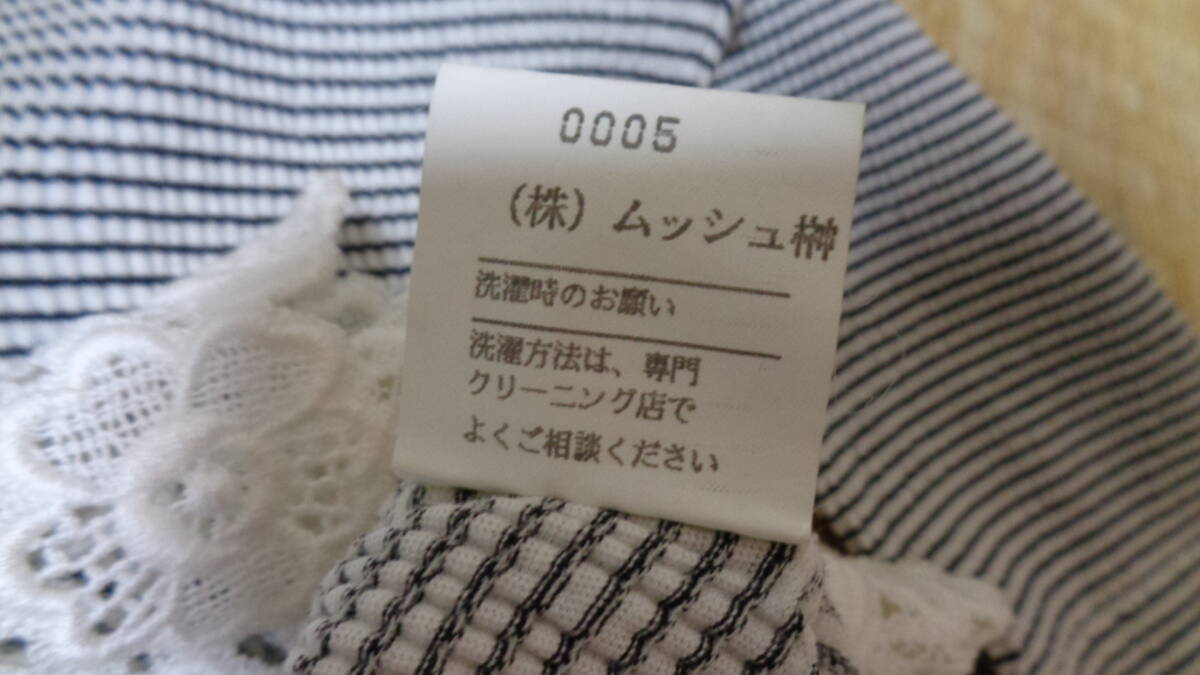 0005
(株) ムッシュ榊
洗濯時のお願い
洗濯方法は、専門
クリーニング店で
よくご相談ください